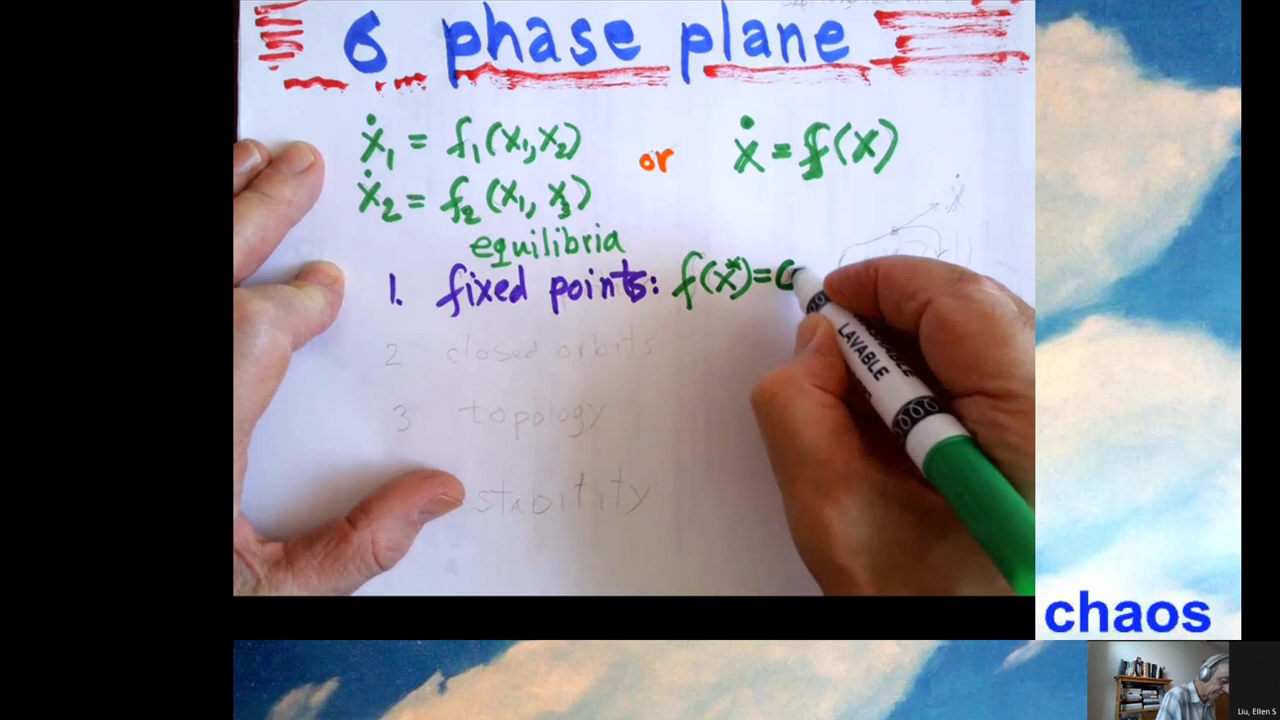 6 phase plane
ẋ₁ = f₁(x₁,x₂) or ẋ = f(x)
ẋ₂ = f₂(x₁, x₃)
equilibria
1. fixed points: f(x*)=0
2 closed orbits
3 topology
stability
LAVABLE
chaos
Liu, Ellen S